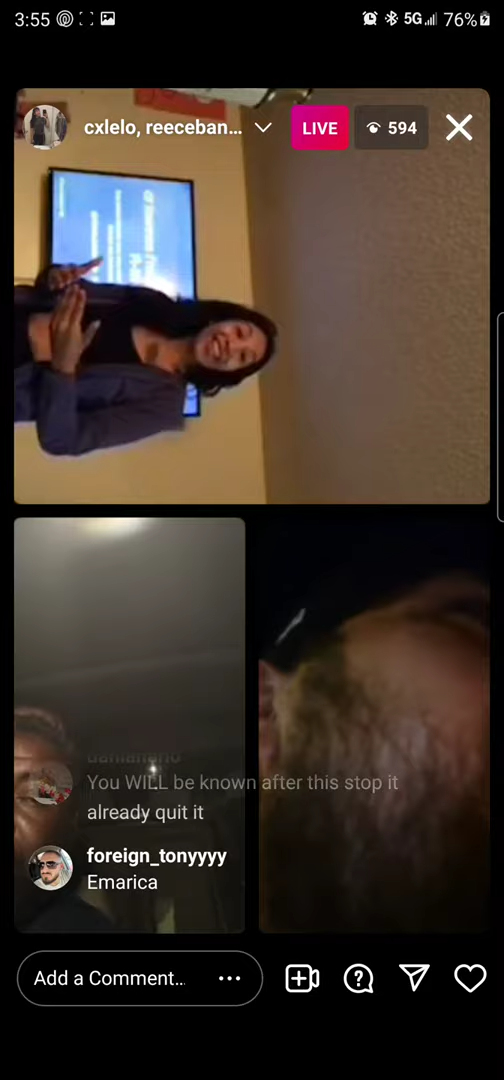 3:55
5G
76%
cxlelo, reeceban...
LIVE
594
You WILL be known after this stop it
already quit it
foreign_tonyyyy
Emarica
Add a Comment...